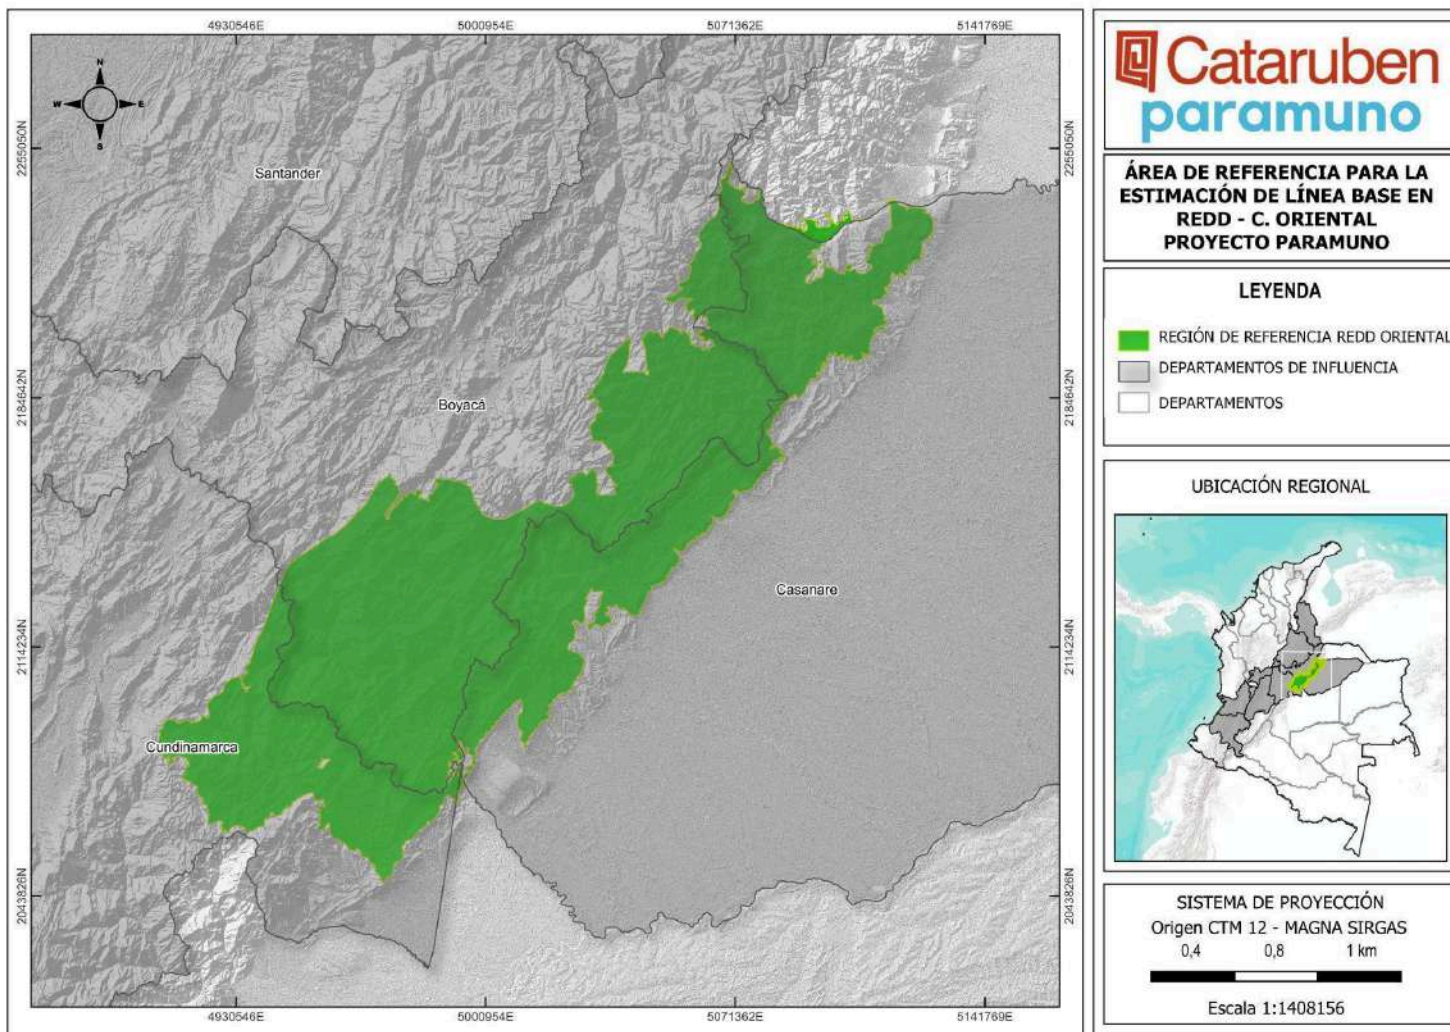 4930546E 5000954E 5071362E 5141769E
2255050N
2184642N
2114234N
2043826N
N
W E
S
Santander
Boyacá
Casanare
Cundinamarca
2255050N
2184642N
2114234N
2043826N
4930546E 5000954E 5071362E 5141769E
Cataruben
paramuno
ÁREA DE REFERENCIA PARA LA
ESTIMACIÓN DE LÍNEA BASE EN
REDD - C. ORIENTAL
PROYECTO PARAMUNO
LEYENDA
REGIÓN DE REFERENCIA REDD ORIENTAL
DEPARTAMENTOS DE INFLUENCIA
DEPARTAMENTOS
UBICACIÓN REGIONAL
SISTEMA DE PROYECCIÓN
Origen CTM 12 - MAGNA SIRGAS
0,4 0,8 1 km
Escala 1:1408156